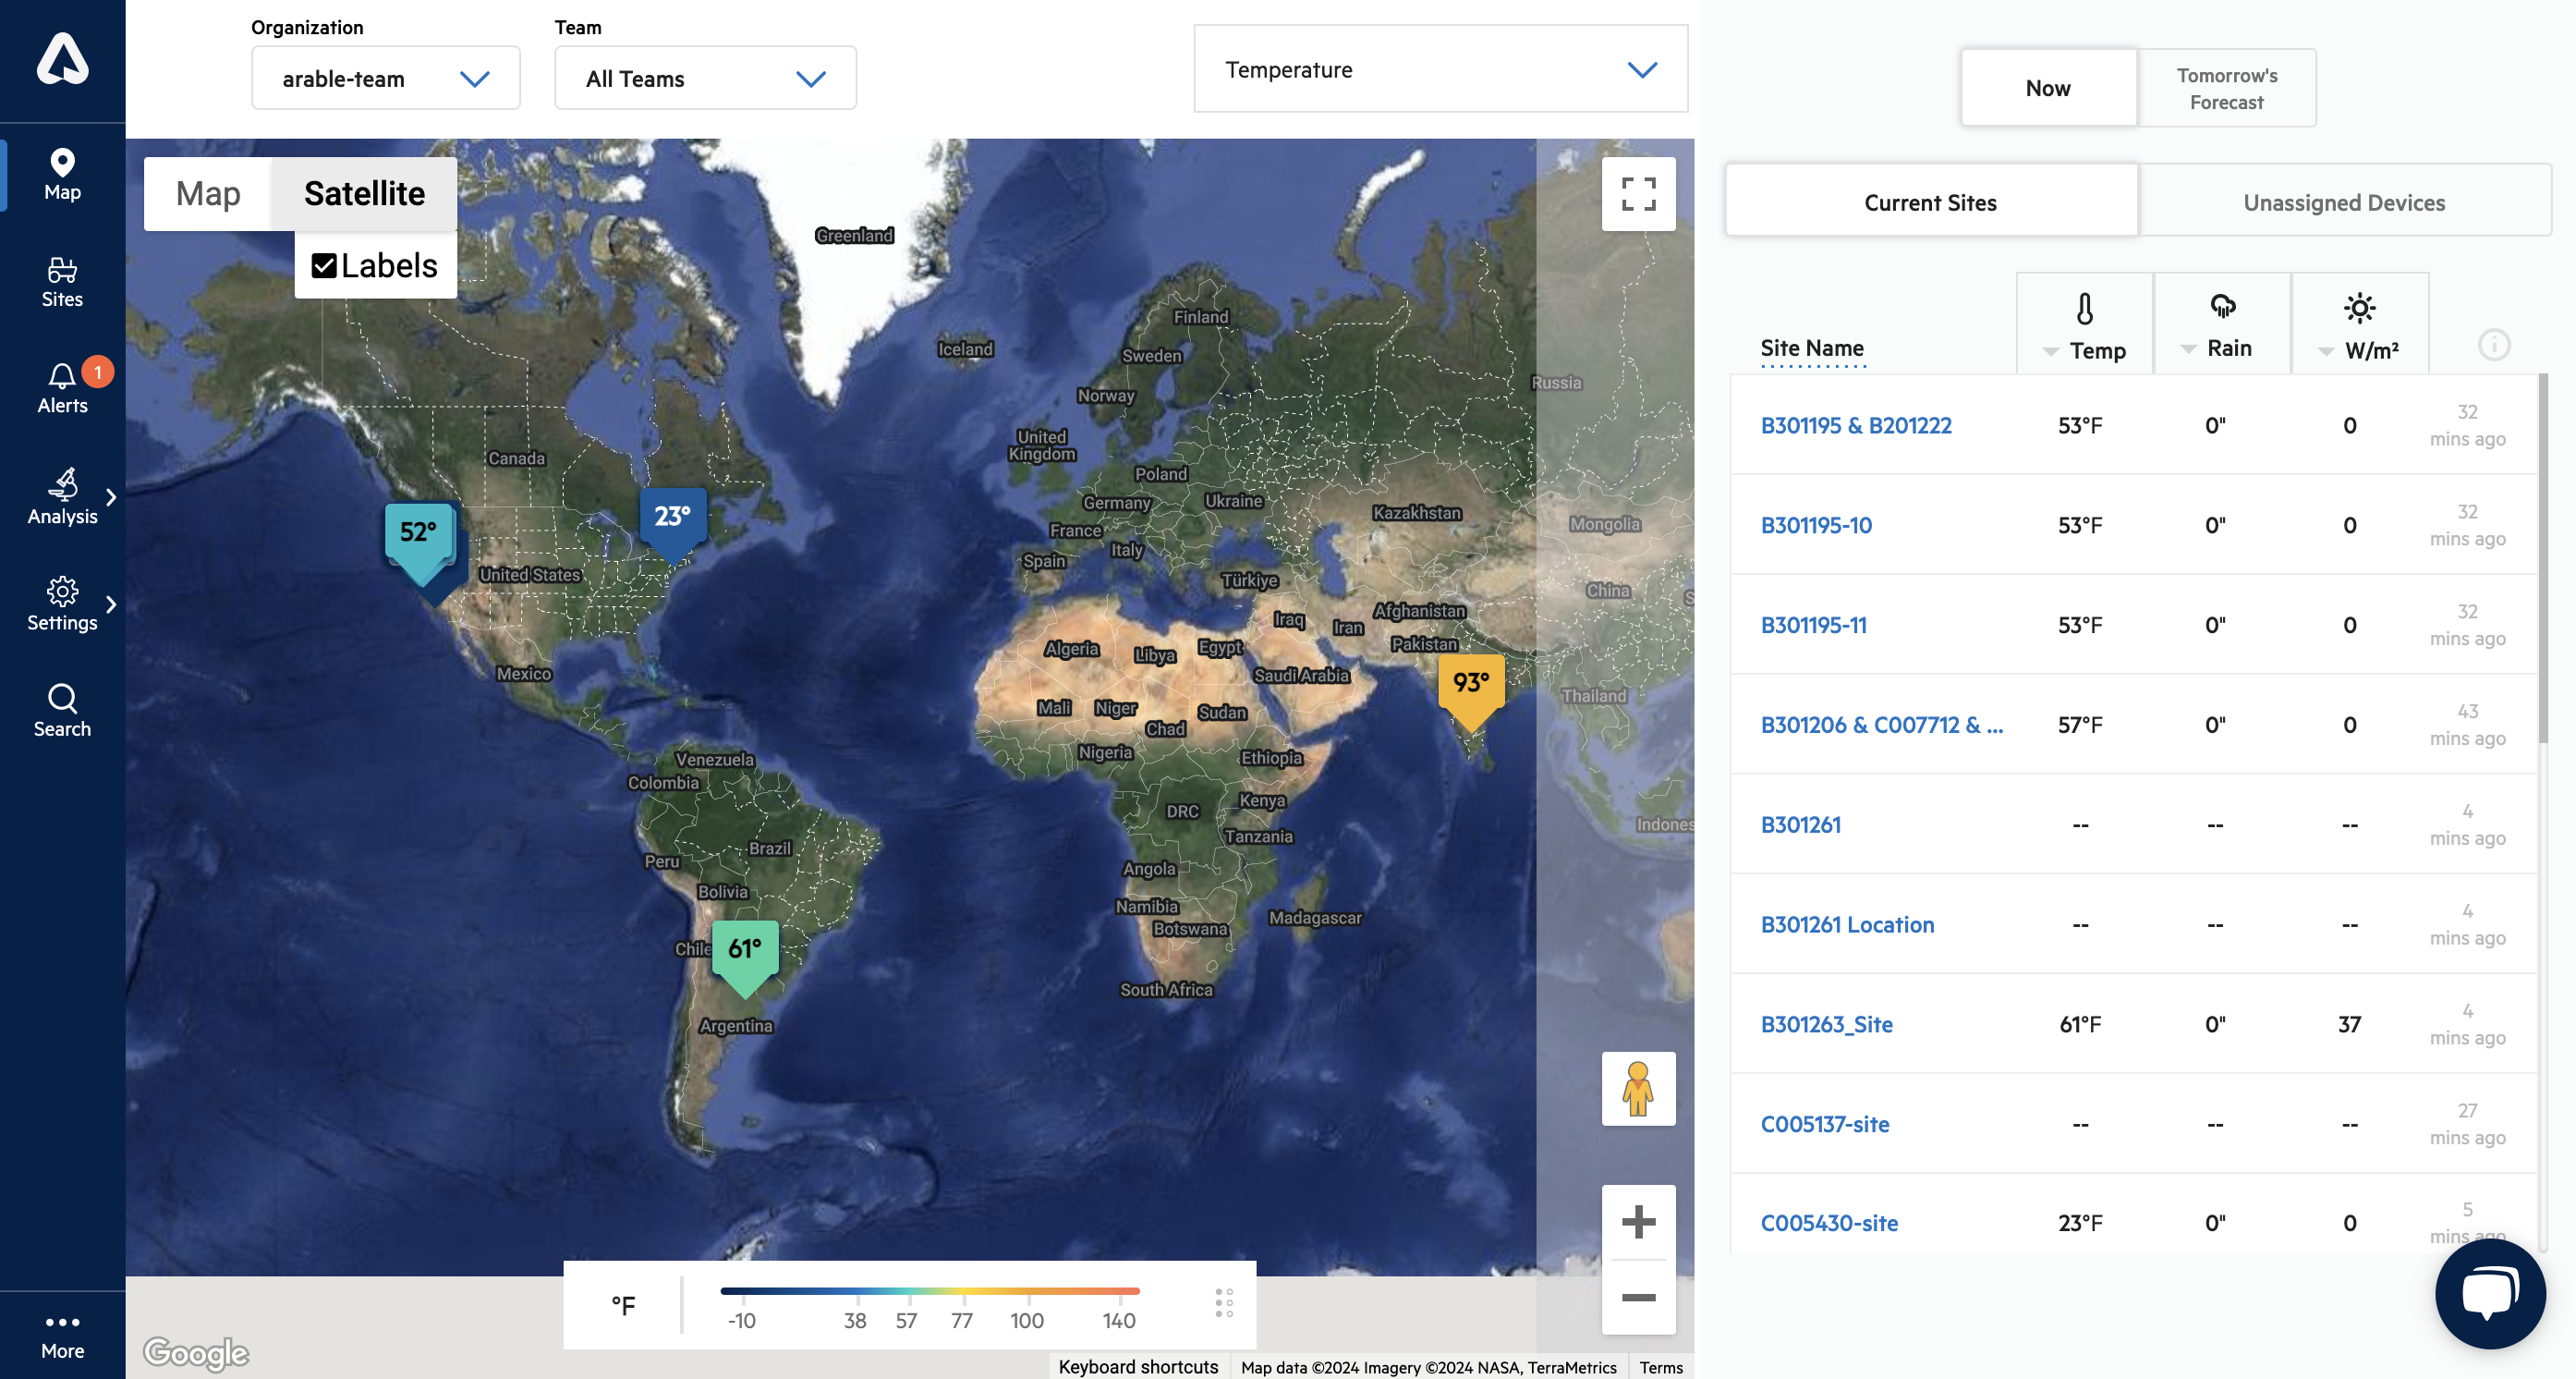 Organization
Team
arable-team
All Teams
Temperature
Now
Tomorrow's
Forecast
Map
Sites
1
Alerts
Analysis
Settings
Search
More
Map
Satellite
Labels
Greenland
Iceland
Finland
Sweden
Norway
Russia
United
Kingdom
Canada
Poland
Germany
Ukraine
Kazakhstan
Mongolia
France
Italy
Spain
Türkiye
United States
China
Iraq
Iran
Afghanistan
Pakistan
Algeria
Libya
Egypt
Saudi Arabia
Mexico
Mali
Niger
Chad
Sudan
Thailand
Nigeria
Ethiopia
Venezuela
Colombia
DRC
Kenya
Tanzania
Indones
Brazil
Peru
Angola
Bolivia
Namibia
Botswana
Madagascar
Chile
South Africa
Argentina
52°
23°
93°
61°
°F
-10 38 57 77 100 140
Google
Keyboard shortcuts
Map data ©2024 Imagery ©2024 NASA, TerraMetrics
Terms
Current Sites
Unassigned Devices
Site Name
Temp
Rain
W/m²
B301195 & B201222 53°F 0" 0 32 mins ago
B301195-10 53°F 0" 0 32 mins ago
B301195-11 53°F 0" 0 32 mins ago
B301206 & C007712 & ... 57°F 0" 0 43 mins ago
B301261 -- -- -- 4 mins ago
B301261 Location -- -- -- 4 mins ago
B301263_Site 61°F 0" 37 4 mins ago
C005137-site -- -- -- 27 mins ago
C005430-site 23°F 0" 0 5 mins ago